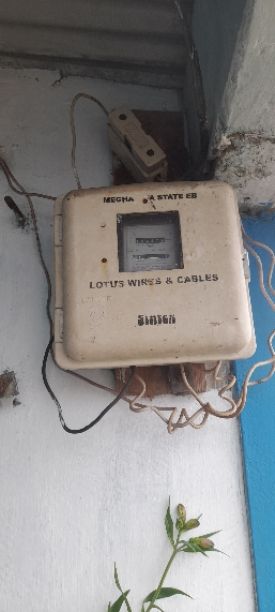 MEGHA A STATE EB
LOTUS WIRES & CABLES